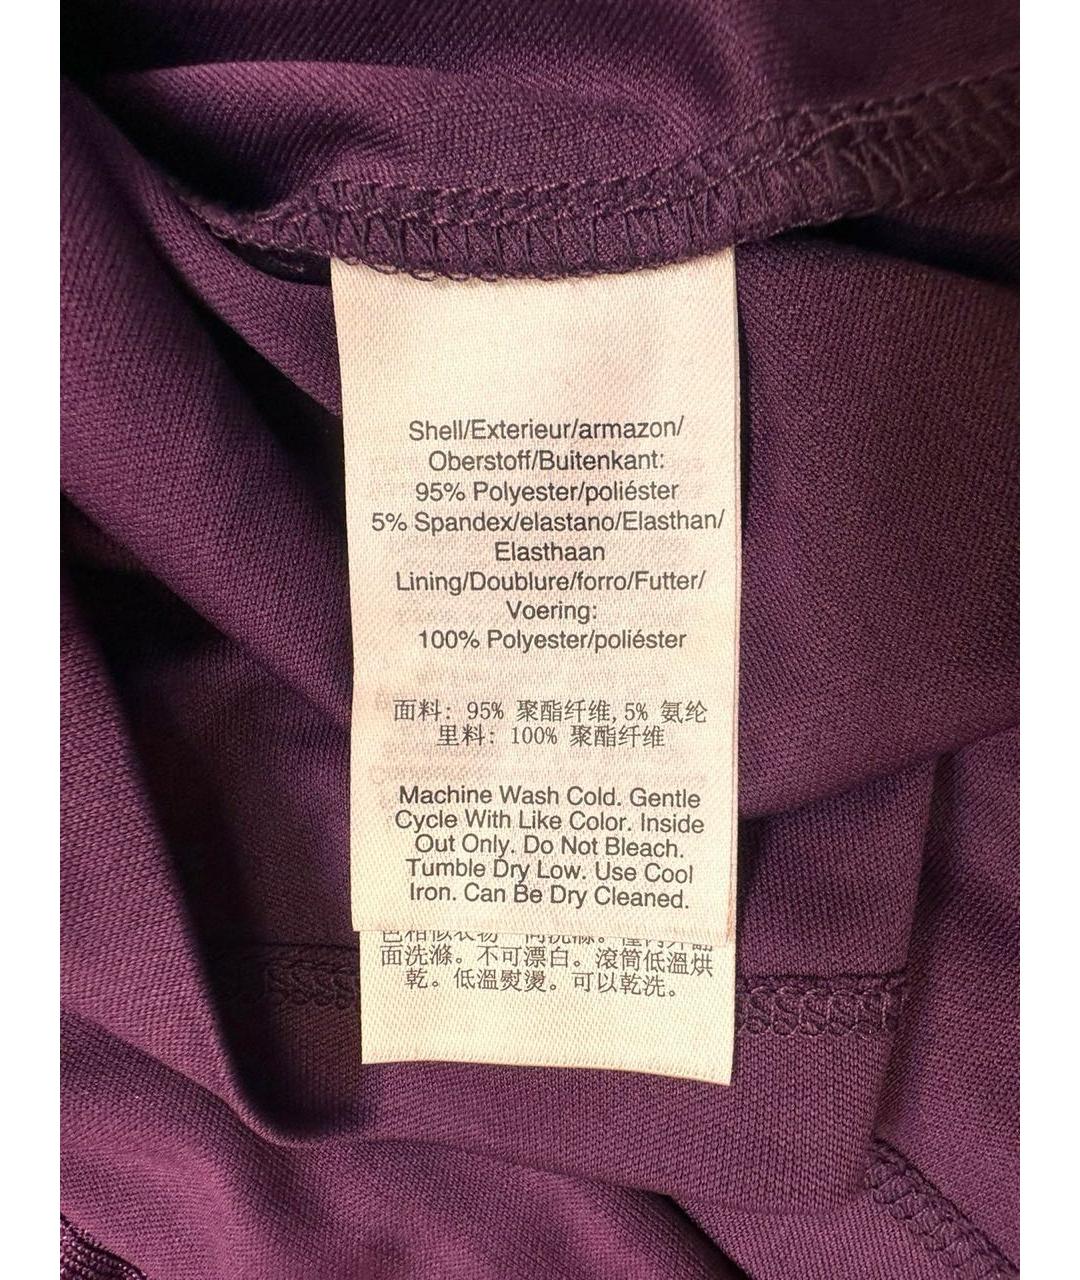 Shell/Exterieur/armazon/
Oberstoff/Buitenkant:
95% Polyester/poliéster
5% Spandex/elastano/Elasthan/
Elasthaan
Lining/Doublure/forro/Futter/
Voering:
100% Polyester/poliéster
面料: 95% 聚酯纤维,5% 氨纶
里料: 100% 聚酯纤维
Machine Wash Cold. Gentle
Cycle With Like Color. Inside
Out Only. Do Not Bleach.
Tumble Dry Low. Use Cool
Iron. Can Be Dry Cleaned.
面洗滌。不可漂白。滾筒低溫烘
乾。低溫熨燙。可以乾洗。